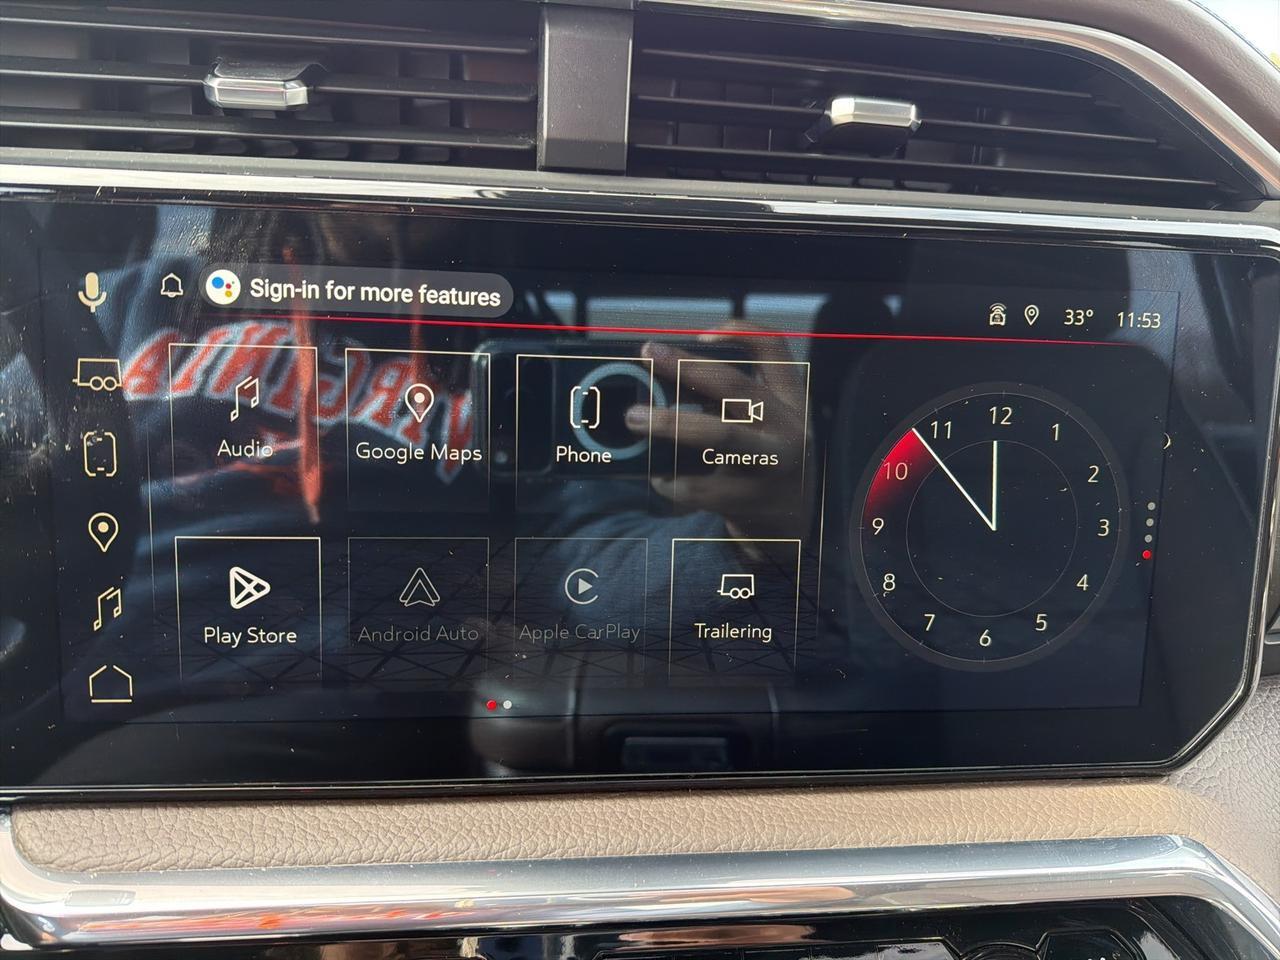 Sign-in for more features
33° 11:53
Audio
Google Maps
Phone
Cameras
Play Store
Android Auto
Apple CarPlay
Trailering
12
1
2
3
4
5
6
7
8
9
10
11
VIRGINIA